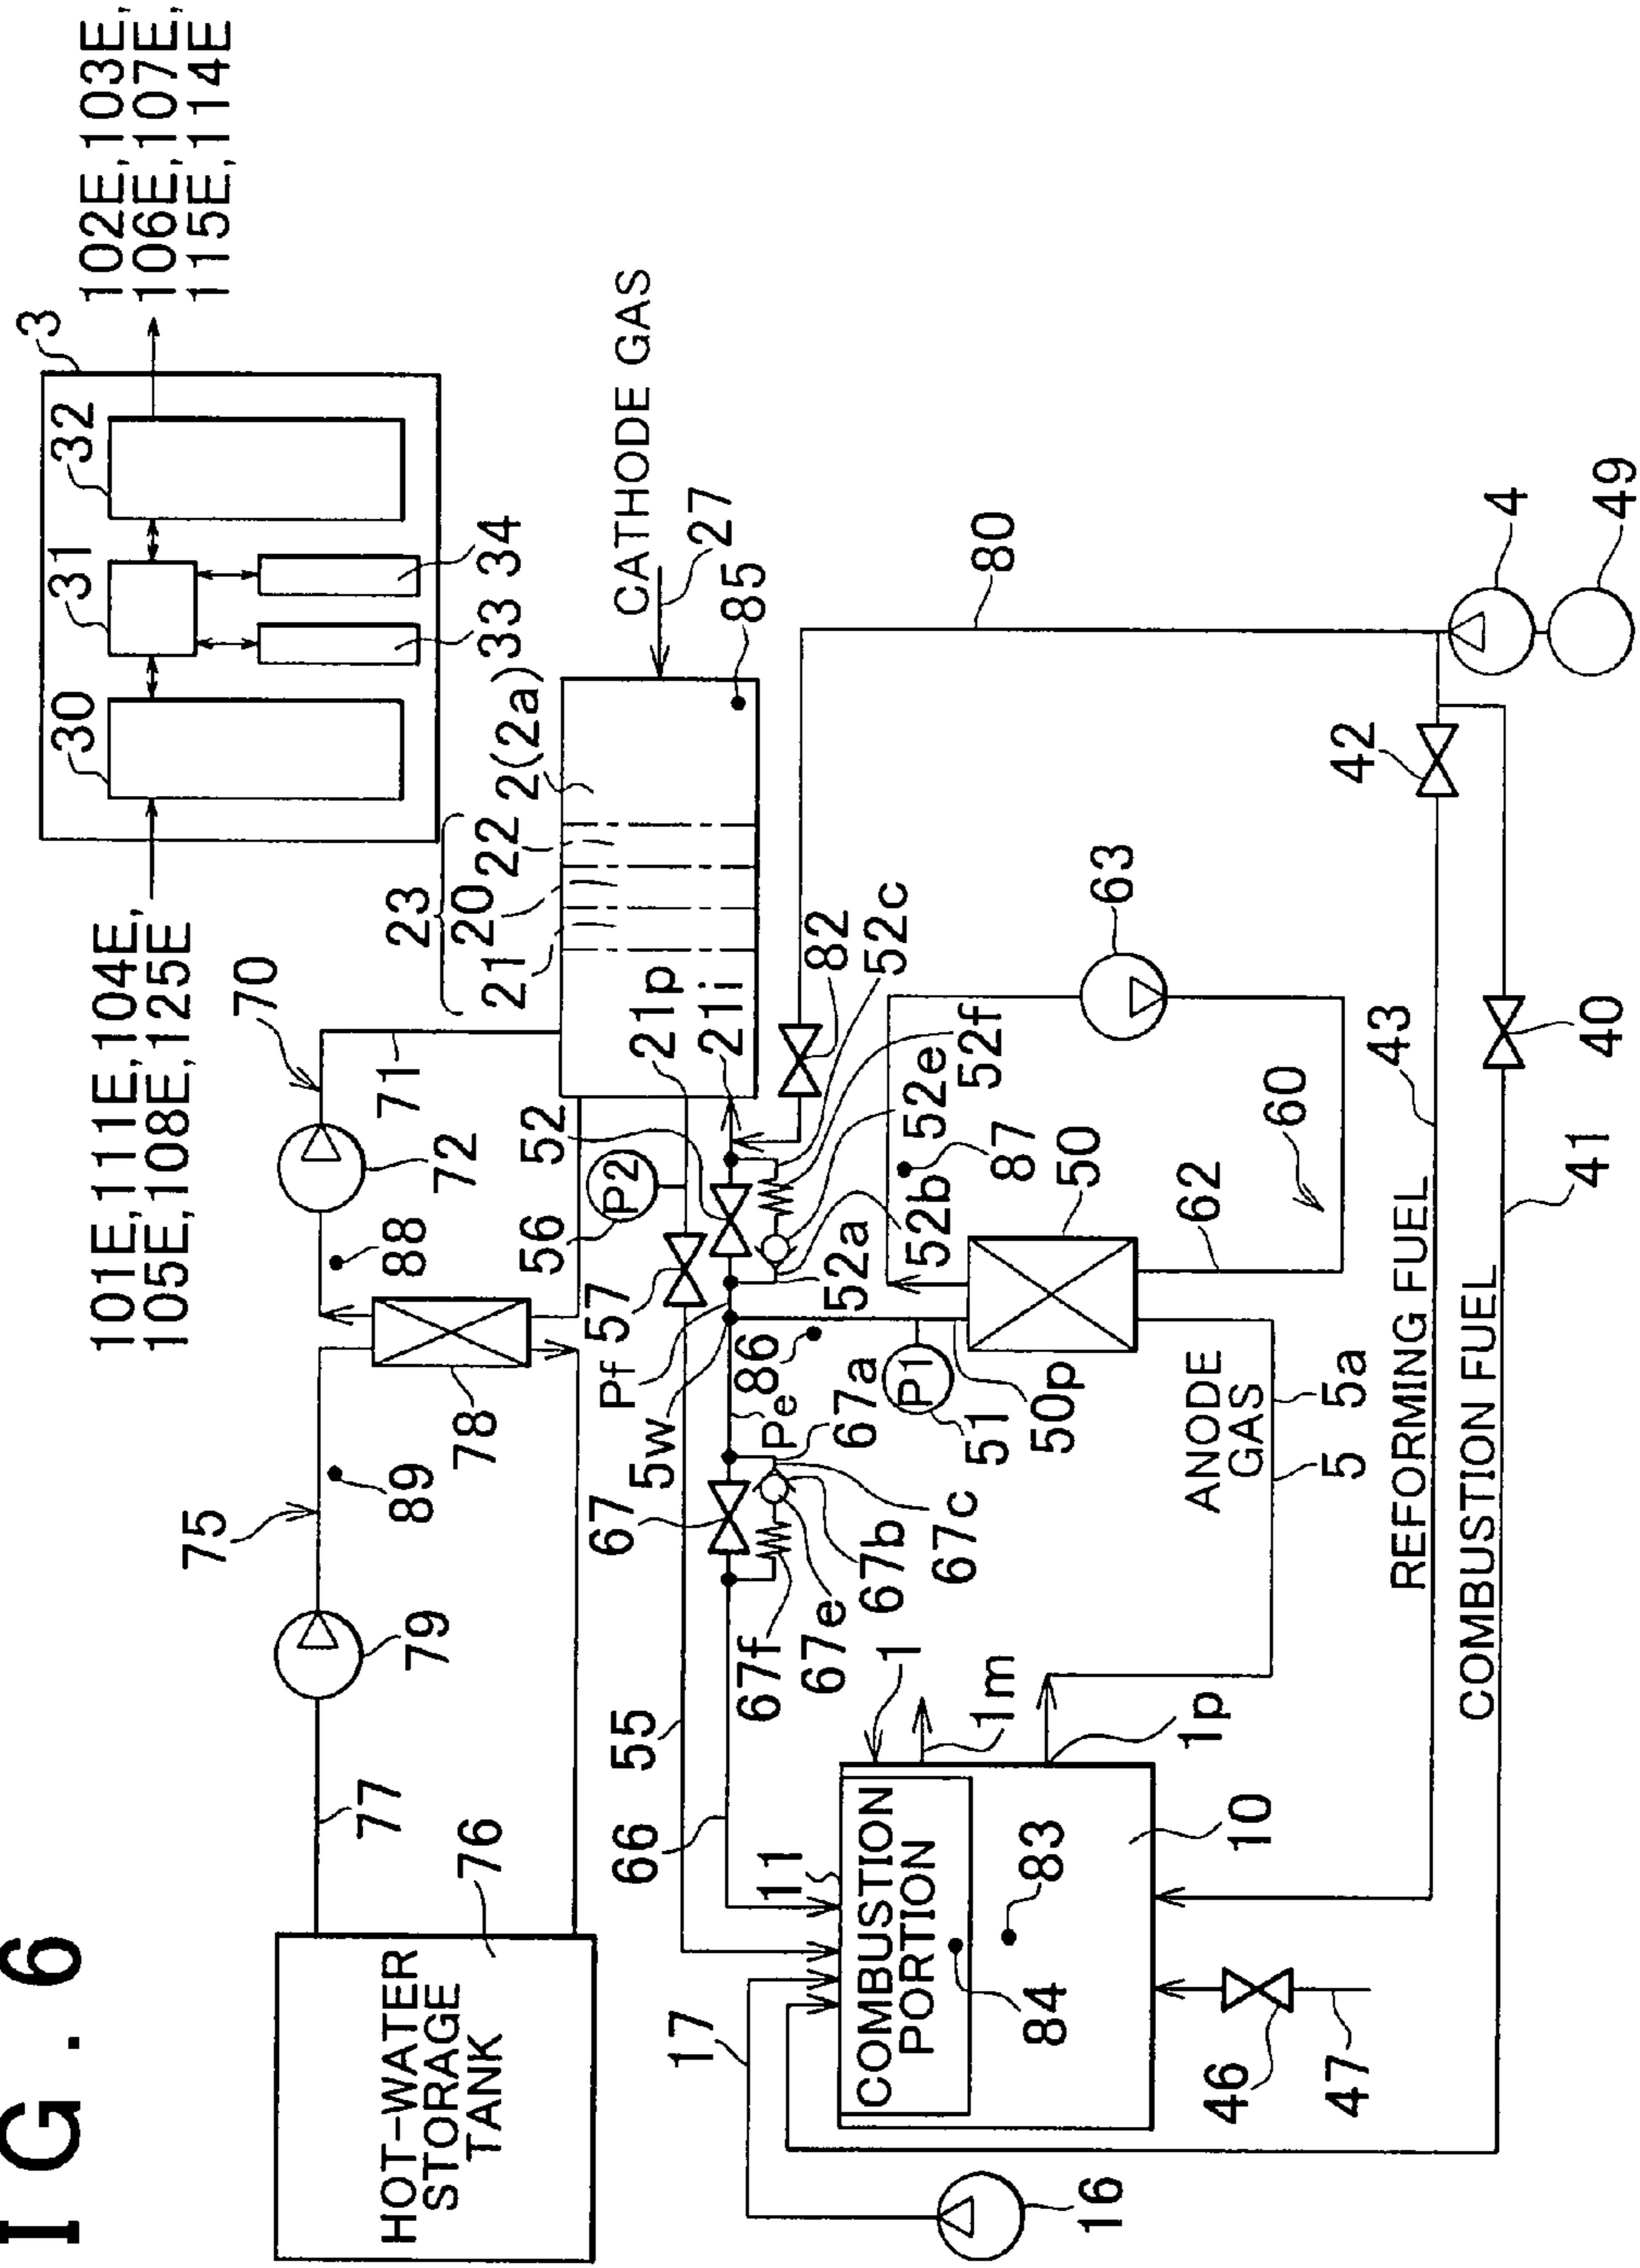 FIG. 6
3
102E,103E,
106E,107E,
115E,114E
30
31
32
33
34
101E,111E,104E,
105E,108E,125E
HOT-WATER
STORAGE
TANK
76
77
79
75
89
78
88
72
70
71
23
21
20
22
2(2a)
CATHODE GAS
27
85
21p
21i
56
P2
52
57
Pf
5w
55
66
67
Pe
67a
67c
67b
67e
67f
86
52a
52b
52e
52f
52c
82
80
87
P1
51
50p
50
63
62
60
17
11
1
1m
1p
COMBUSTION
PORTION
84
83
10
16
46
47
ANODE
GAS
5
5a
REFORMING FUEL
43
42
COMBUSTION FUEL
41
40
4
49